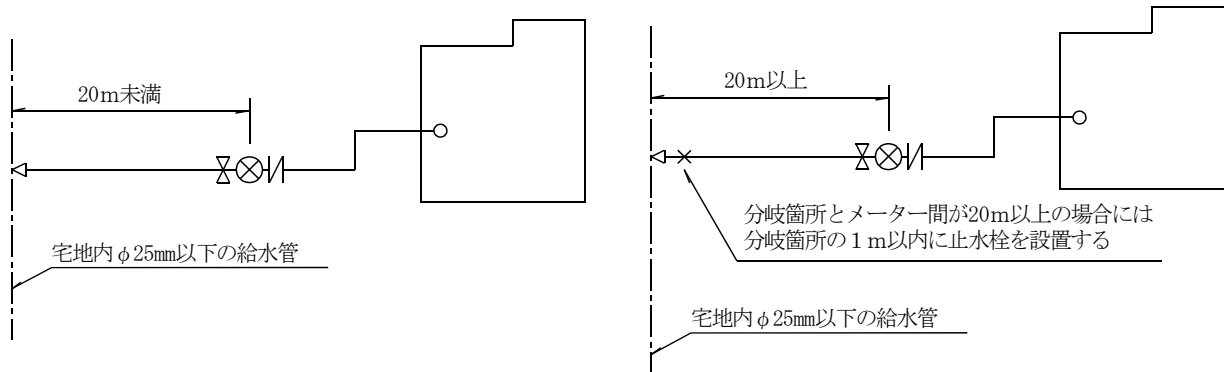 20m未満
宅地内φ25mm以下の給水管
20m以上
分岐箇所とメーター間が20m以上の場合には
分岐箇所の1m以内に止水栓を設置する
宅地内φ25mm以下の給水管